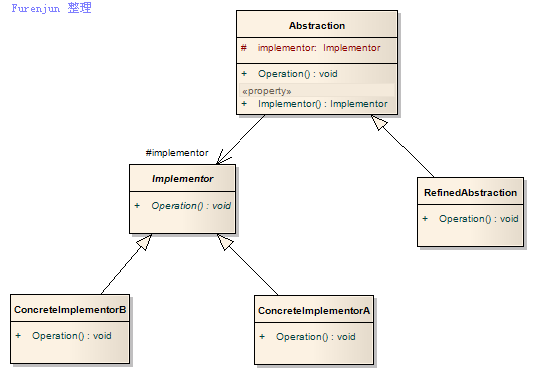 Furenjun 整理
Abstraction
# implementor: Implementor
+ Operation() : void
«property»
+ Implementor() : Implementor
#implementor
Implementor
+ Operation() : void
RefinedAbstraction
+ Operation() : void
ConcreteImplementorB
+ Operation() : void
ConcreteImplementorA
+ Operation() : void